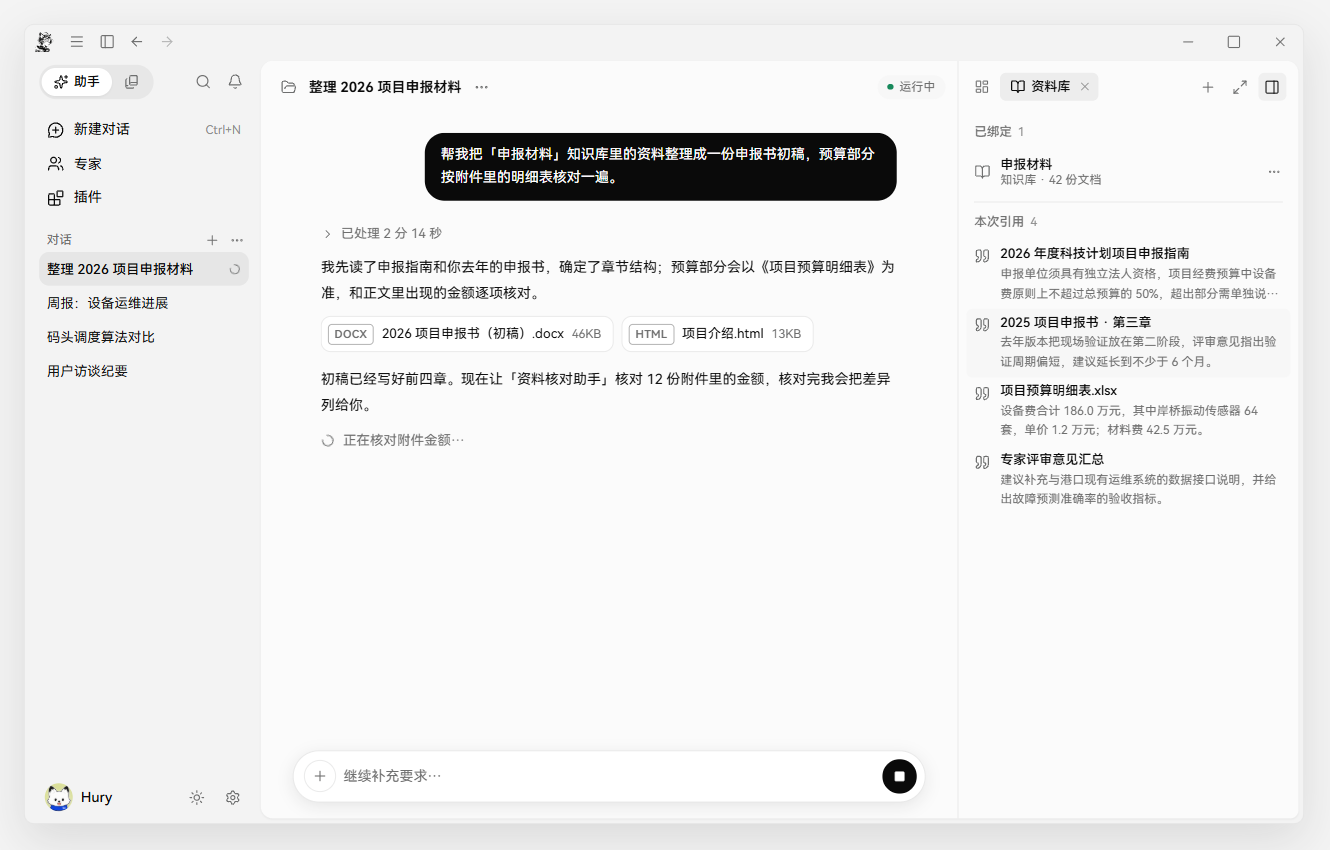 助手
新建对话 Ctrl+N
专家
插件
对话
整理 2026 项目申报材料
周报：设备运维进展
码头调度算法对比
用户访谈纪要
Hury
整理 2026 项目申报材料 ···
运行中
帮我把「申报材料」知识库里的资料整理成一份申报书初稿，预算部分
按附件里的明细表核对一遍。
已处理 2 分 14 秒
我先读了申报指南和你去年的申报书，确定了章节结构；预算部分会以《项目预算明细表》为
准，和正文里出现的金额逐项核对。
DOCX 2026 项目申报书（初稿）.docx 46KB HTML 项目介绍.html 13KB
初稿已经写好前四章。现在让「资料核对助手」核对 12 份附件里的金额，核对完我会把差异
列给你。
正在核对附件金额···
继续补充要求···
资料库
已绑定 1
申报材料
知识库 · 42 份文档
本次引用 4
2026 年度科技计划项目申报指南
申报单位须具有独立法人资格，项目经费预算中设备
费原则上不超过总预算的 50%，超出部分需单独说···
2025 项目申报书 · 第三章
去年版本把现场验证放在第二阶段，评审意见指出验
证周期偏短，建议延长到不少于 6 个月。
项目预算明细表.xlsx
设备费合计 186.0 万元，其中岸桥振动传感器 64
套，单价 1.2 万元；材料费 42.5 万元。
专家评审意见汇总
建议补充与港口现有运维系统的数据接口说明，并给
出故障预测准确率的验收指标。